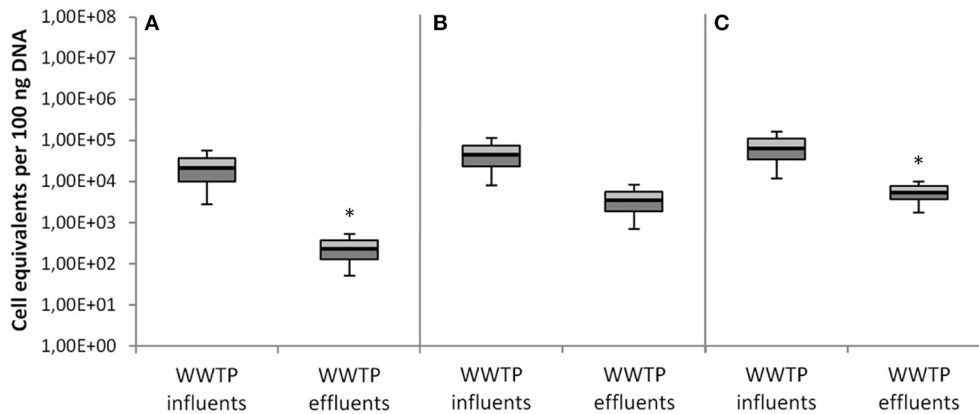 Cell equivalents per 100 ng DNA
1,00E+08
1,00E+07
1,00E+06
1,00E+05
1,00E+04
1,00E+03
1,00E+02
1,00E+01
1,00E+00
A
B
C
*
*
WWTP
influents
WWTP
effluents
WWTP
influents
WWTP
effluents
WWTP
influents
WWTP
effluents